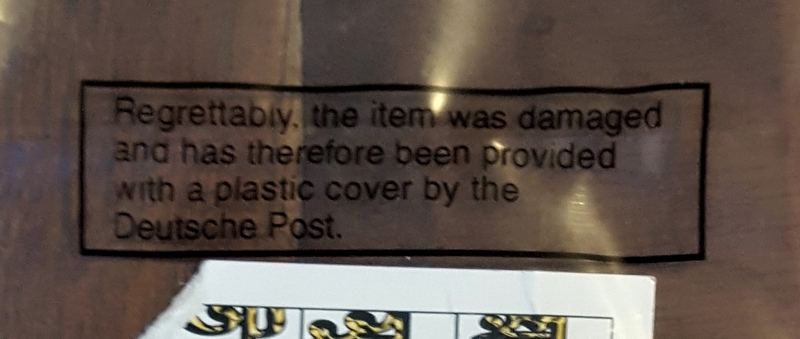 Regrettably, the item was damaged
and has therefore been provided
with a plastic cover by the
Deutsche Post.